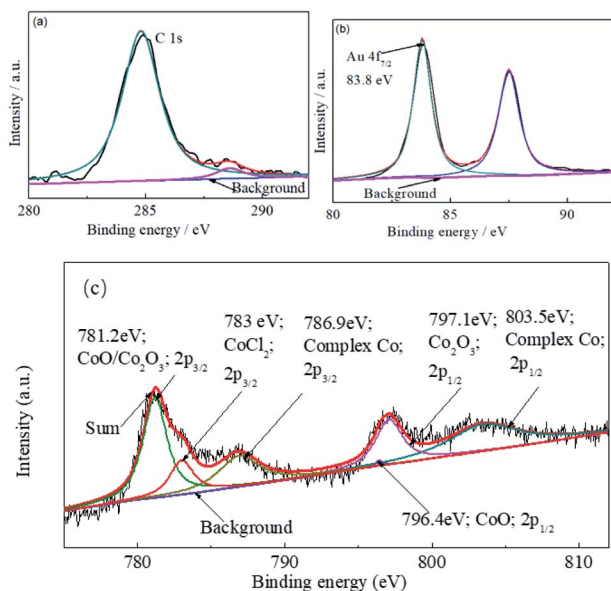 (a)
C 1s
Background
Intensity / a.u.
280
285
290
Binding energy / eV
(b)
Au 4f7/2
83.8 eV
Background
Intensity / a.u.
80
85
90
Binding energy / eV
(c)
781.2eV;
CoO/Co2O3; 2p3/2
783 eV;
CoCl2;
2p3/2
786.9eV;
Complex Co;
2p3/2
797.1eV;
Co2O3;
2p1/2
803.5eV;
Complex Co;
2p1/2
Sum
Background
796.4eV; CoO; 2p1/2
Intensity (a.u.)
780
790
800
810
Binding energy (eV)